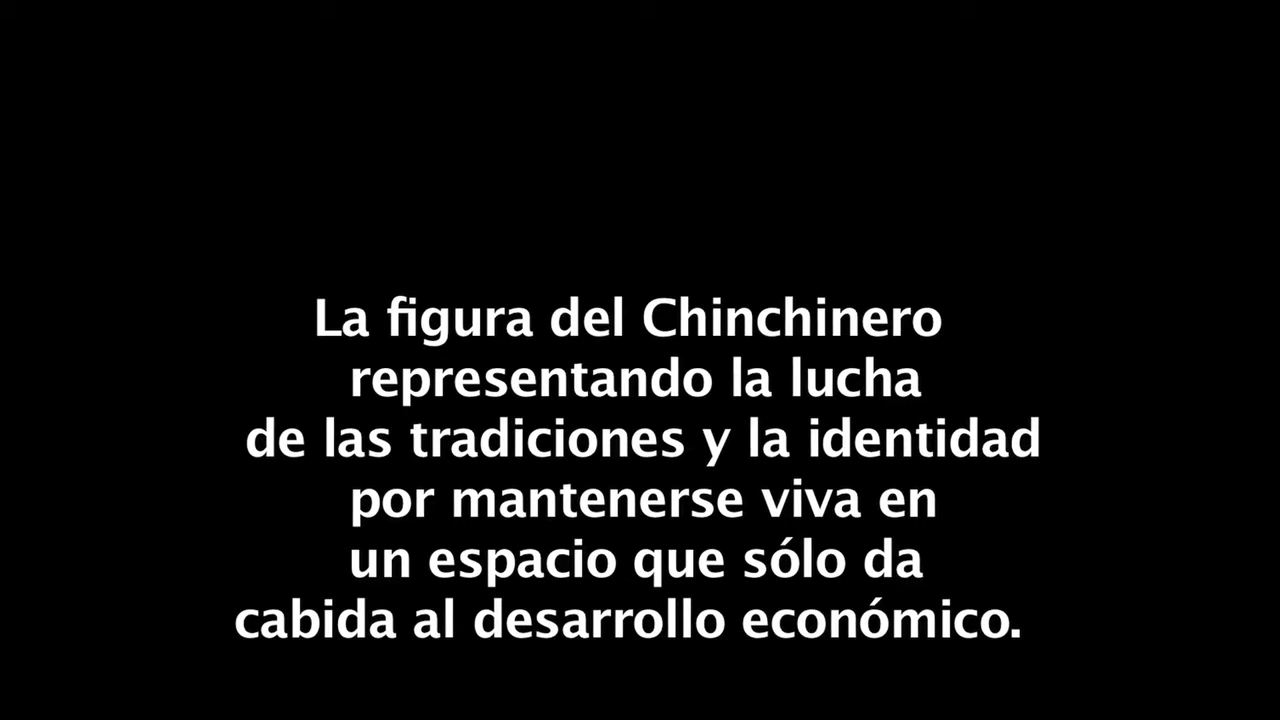 La figura del Chinchinero
representando la lucha
de las tradiciones y la identidad
por mantenerse viva en
un espacio que sólo da
cabida al desarrollo económico.